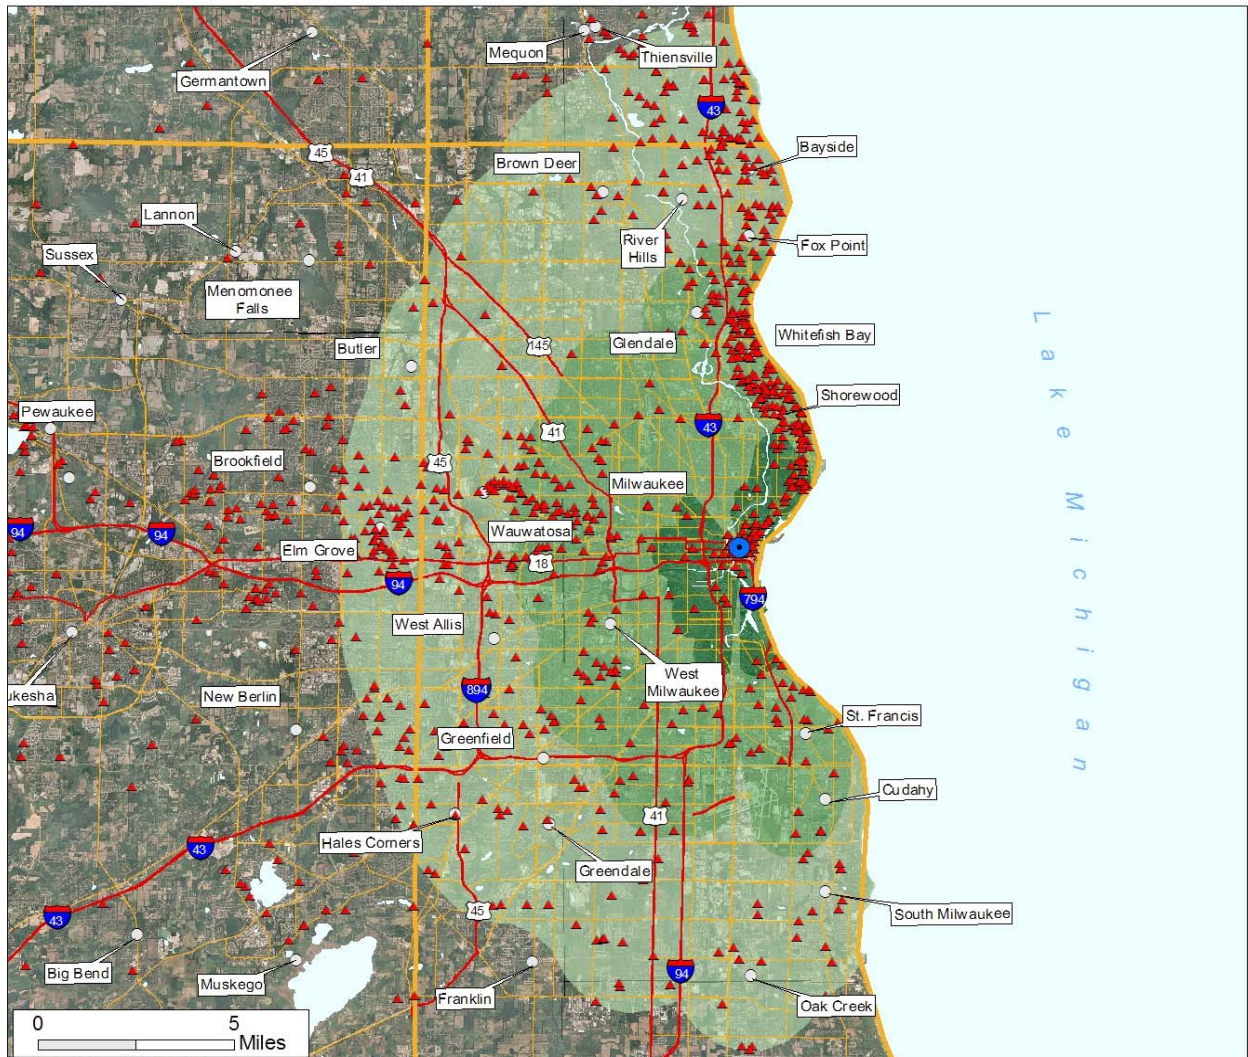 Mequon
Thiensville
Germantown
43
45
Bayside
Brown Deer
41
Lannon
River
Hills
Fox Point
Sussex
Menomonee
Falls
Whitefish Bay
Glendale
Butler
145
Shorewood
Pewaukee
43
41
Brookfield
45
Milwaukee
94
94
Wauwatosa
Elm Grove
18
94
794
West Allis
Lake Michigan
ukesha
New Berlin
894
West
Milwaukee
St. Francis
Greenfield
Cudahy
41
Hales Corners
43
Greendale
45
South Milwaukee
43
Big Bend
Muskego
94
Franklin
Oak Creek
0 5
Miles